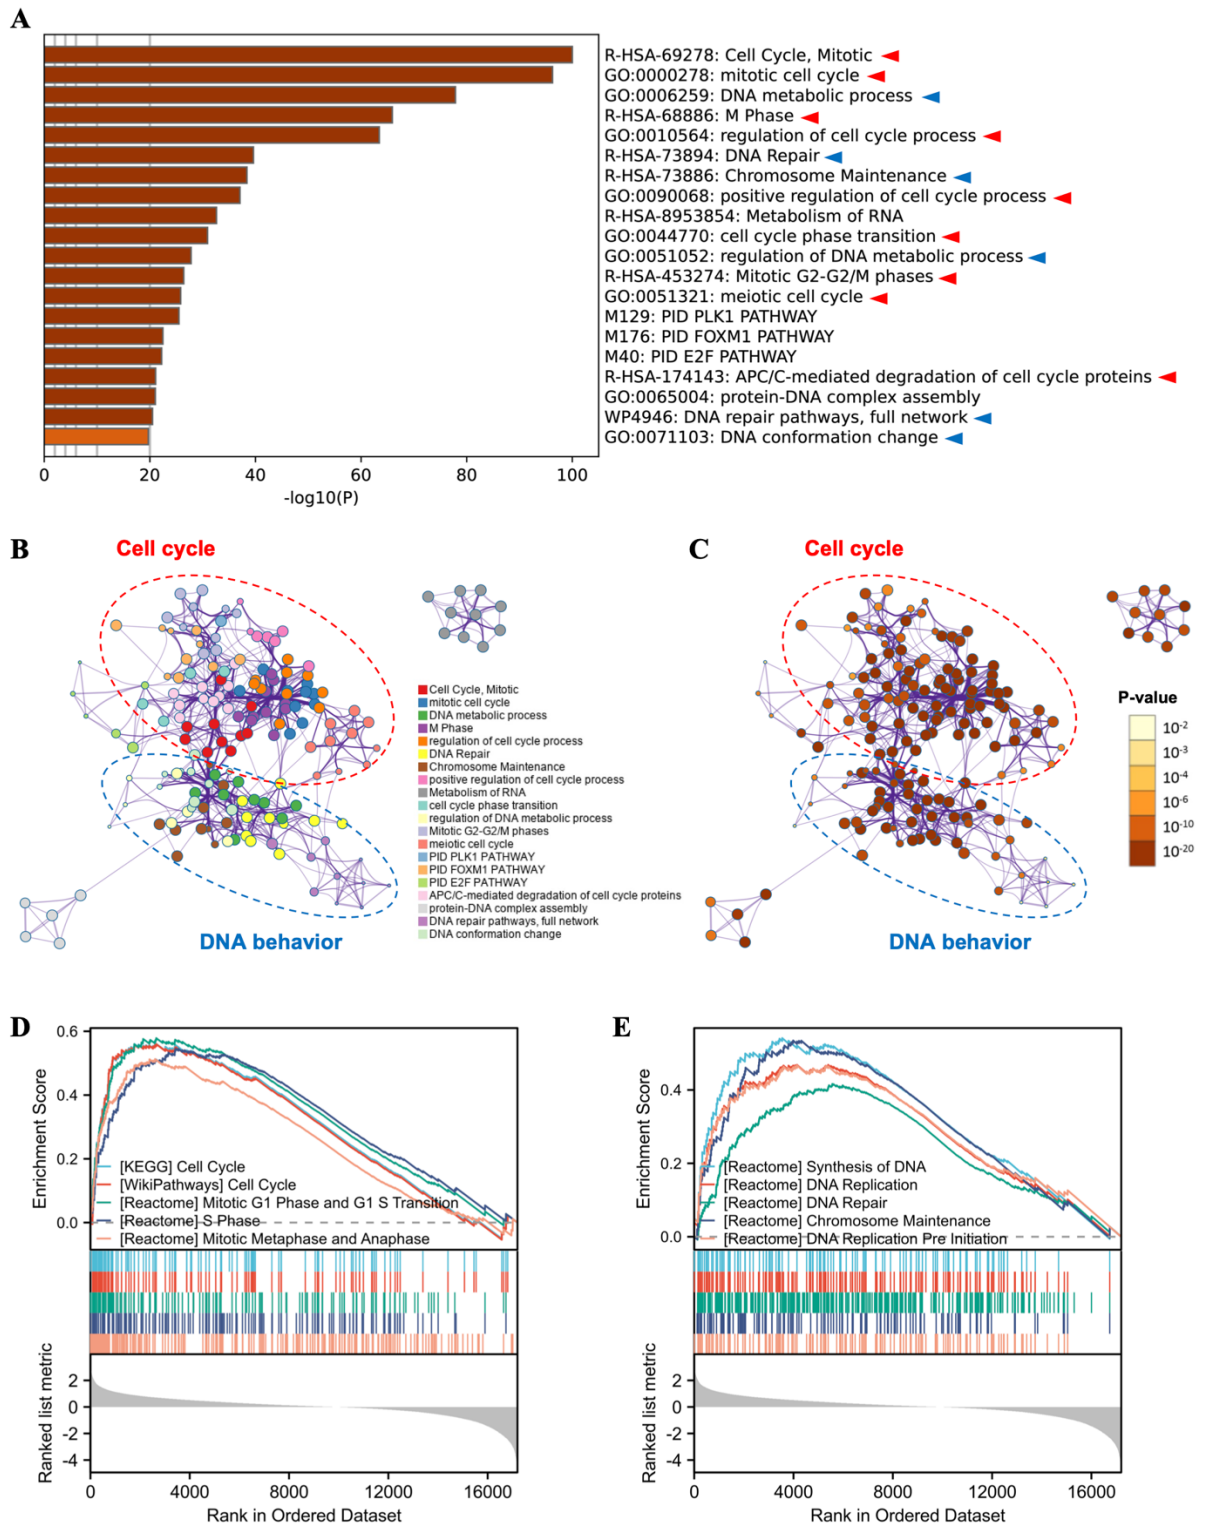 A
R-HSA-69278: Cell Cycle, Mitotic
GO:0000278: mitotic cell cycle
GO:0006259: DNA metabolic process
R-HSA-68886: M Phase
GO:0010564: regulation of cell cycle process
R-HSA-73894: DNA Repair
R-HSA-73886: Chromosome Maintenance
GO:0090068: positive regulation of cell cycle process
R-HSA-8953854: Metabolism of RNA
GO:0044770: cell cycle phase transition
GO:0051052: regulation of DNA metabolic process
R-HSA-453274: Mitotic G2-G2/M phases
GO:0051321: meiotic cell cycle
M129: PID PLK1 PATHWAY
M176: PID FOXM1 PATHWAY
M40: PID E2F PATHWAY
R-HSA-174143: APC/C-mediated degradation of cell cycle proteins
GO:0065004: protein-DNA complex assembly
WP4946: DNA repair pathways, full network
GO:0071103: DNA conformation change
0 20 40 60 80 100
-log10(P)
B
Cell cycle
Cell Cycle, Mitotic
mitotic cell cycle
DNA metabolic process
M Phase
regulation of cell cycle process
DNA Repair
Chromosome Maintenance
positive regulation of cell cycle process
Metabolism of RNA
cell cycle phase transition
regulation of DNA metabolic process
Mitotic G2-G2/M phases
meiotic cell cycle
PID PLK1 PATHWAY
PID FOXM1 PATHWAY
PID E2F PATHWAY
APC/C-mediated degradation of cell cycle proteins
protein-DNA complex assembly
DNA repair pathways, full network
DNA conformation change
DNA behavior
C
Cell cycle
P-value
10-2
10-3
10-4
10-6
10-10
10-20
DNA behavior
D
Enrichment Score
0.6
0.4
0.2
0.0
[KEGG] Cell Cycle
[WikiPathways] Cell Cycle
[Reactome] Mitotic G1 Phase and G1 S Transition
[Reactome] S Phase
[Reactome] Mitotic Metaphase and Anaphase
Ranked list metric
2
0
-2
-4
0 4000 8000 12000 16000
Rank in Ordered Dataset
E
Enrichment Score
0.4
0.2
0.0
[Reactome] Synthesis of DNA
[Reactome] DNA Replication
[Reactome] DNA Repair
[Reactome] Chromosome Maintenance
[Reactome] DNA Replication Pre Initiation
Ranked list metric
2
0
-2
-4
0 4000 8000 12000 16000
Rank in Ordered Dataset